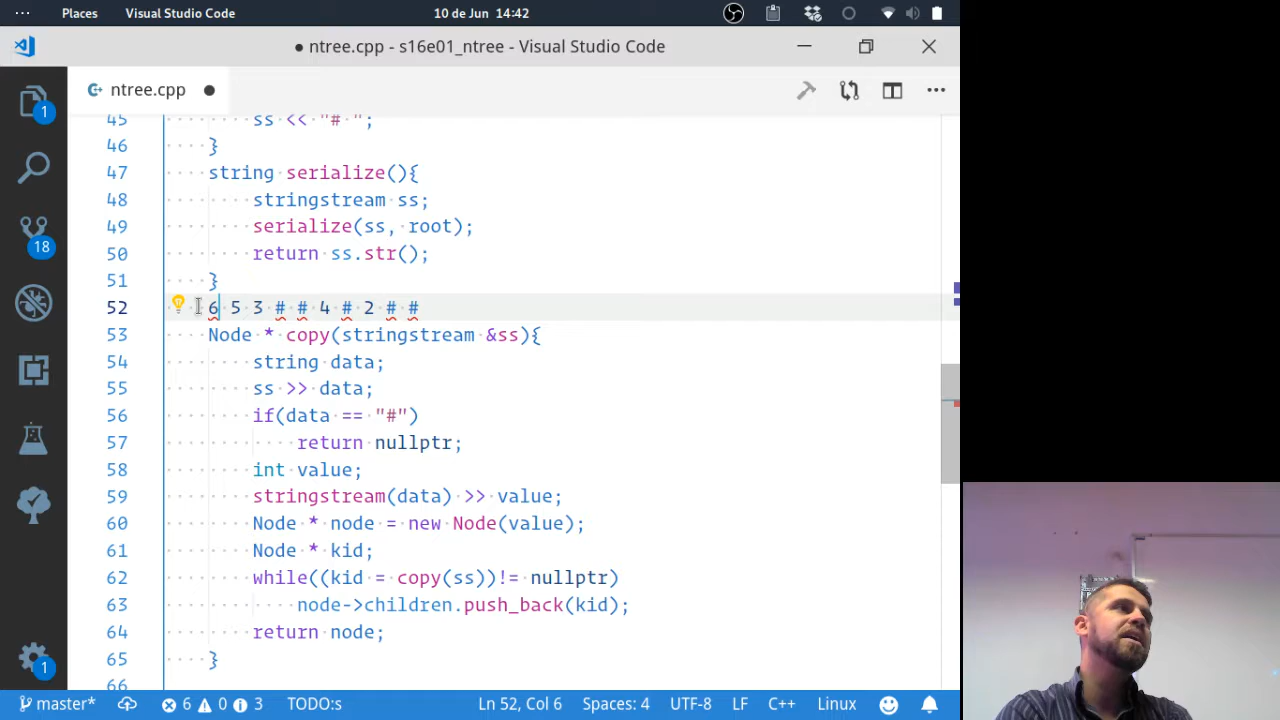 ··· Places Visual Studio Code 10 de Jun 14:42
● ntree.cpp - s16e01_ntree - Visual Studio Code
ntree.cpp ●
45 ss << "# ";
46 }
47 string serialize(){
48 stringstream ss;
49 serialize(ss, root);
50 return ss.str();
51 }
52 6 5 3 # # 4 # 2 # #
53 Node * copy(stringstream &ss){
54 string data;
55 ss >> data;
56 if(data == "#")
57 return nullptr;
58 int value;
59 stringstream(data) >> value;
60 Node * node = new Node(value);
61 Node * kid;
62 while((kid = copy(ss))!= nullptr)
63 node->children.push_back(kid);
64 return node;
65 }
66
1
18
1
master* 6 0 3 TODO:s Ln 52, Col 6 Spaces: 4 UTF-8 LF C++ Linux